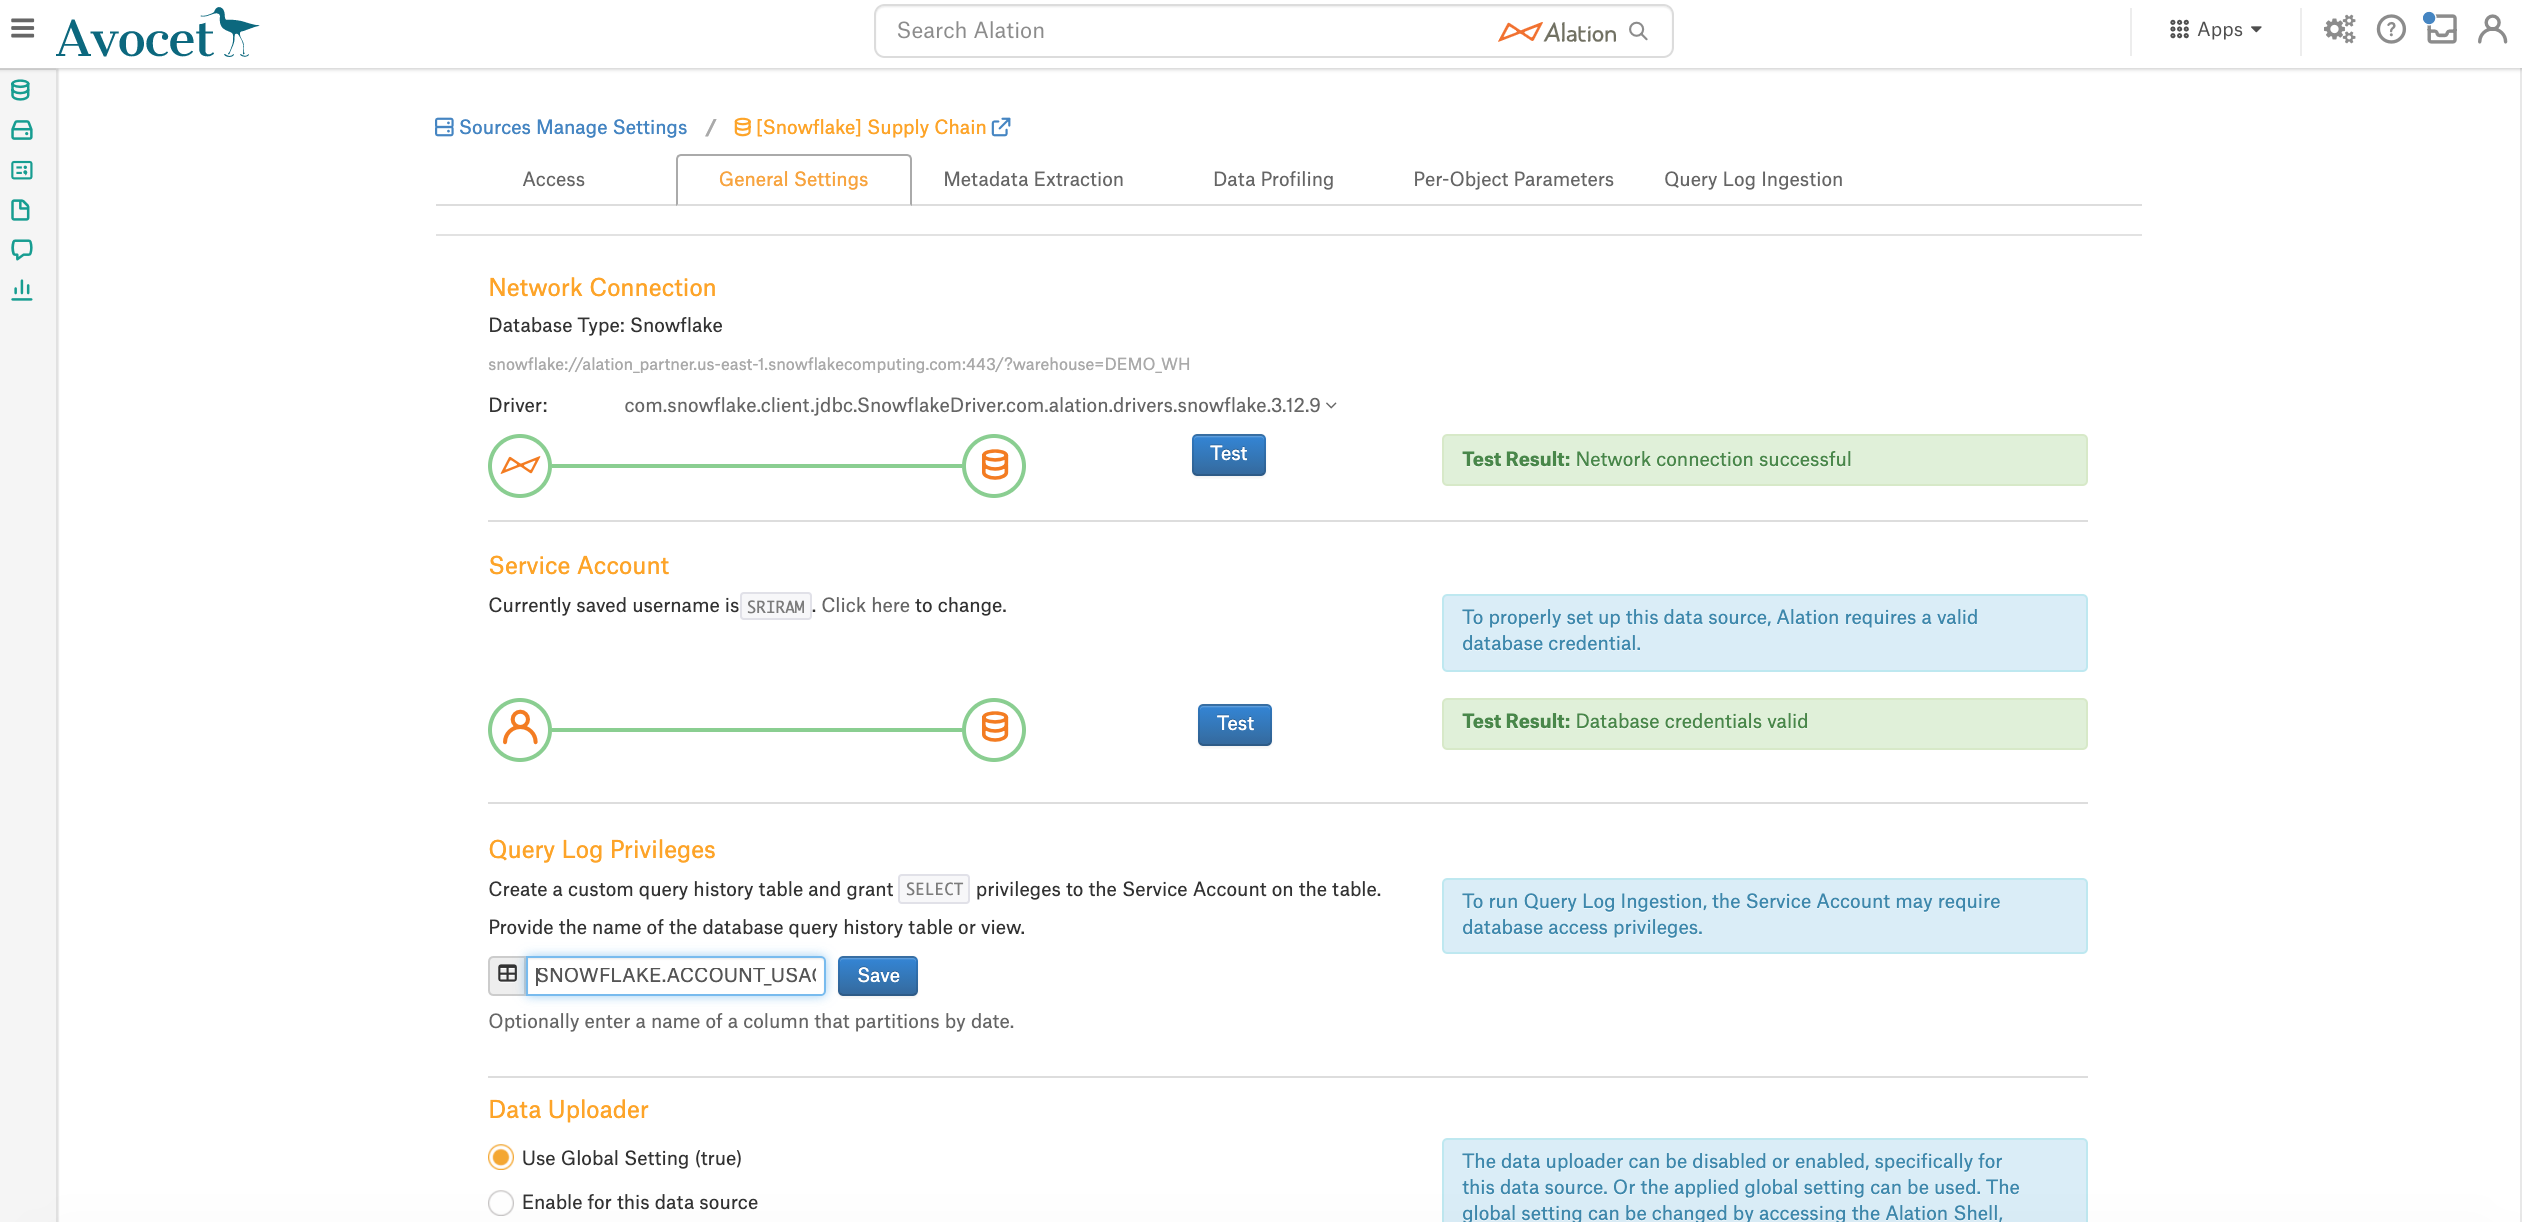 Avocet
Search Alation
Alation
Apps
Sources Manage Settings / [Snowflake] Supply Chain
Access
General Settings
Metadata Extraction
Data Profiling
Per-Object Parameters
Query Log Ingestion
Network Connection
Database Type: Snowflake
snowflake://alation_partner.us-east-1.snowflakecomputing.com:443/?warehouse=DEMO_WH
Driver: com.snowflake.client.jdbc.SnowflakeDriver.com.alation.drivers.snowflake.3.12.9
Test
Test Result: Network connection successful
Service Account
Currently saved username is SRIRAM. Click here to change.
To properly set up this data source, Alation requires a valid
database credential.
Test
Test Result: Database credentials valid
Query Log Privileges
Create a custom query history table and grant SELECT privileges to the Service Account on the table.
Provide the name of the database query history table or view.
To run Query Log Ingestion, the Service Account may require
database access privileges.
SNOWFLAKE.ACCOUNT_USAG
Save
Optionally enter a name of a column that partitions by date.
Data Uploader
Use Global Setting (true)
Enable for this data source
The data uploader can be disabled or enabled, specifically for
this data source. Or the applied global setting can be used. The
global setting can be changed by accessing the Alation Shell,